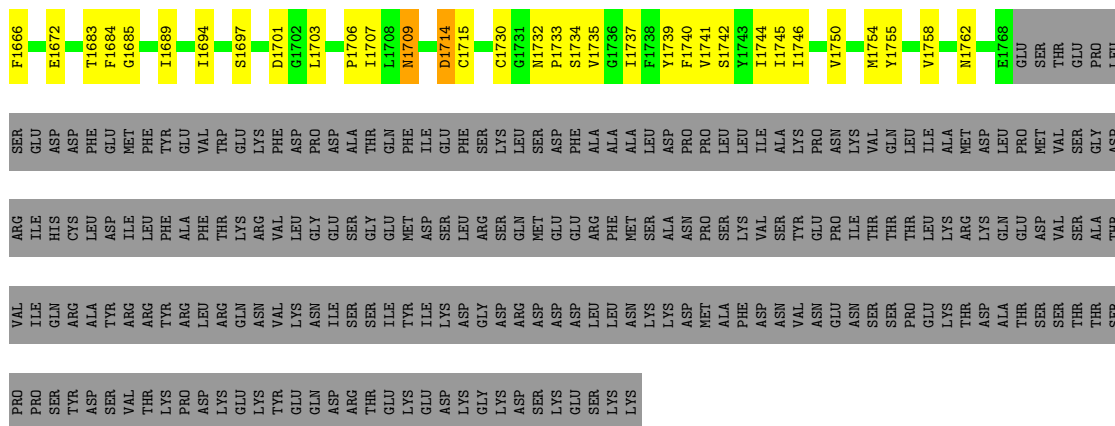 F1666 E1672 T1683 F1684 G1685 I1689 I1694 S1697 D1701 G1702 L1703 P1706 I1707 L1708 N1709 D1714 C1715 C1730 G1731 N1732 P1733 S1734 V1735 G1736 I1737 F1738 Y1739 F1740 V1741 S1742 Y1743 I1744 I1745 I1746 V1750 M1754 Y1755 V1758 N1762 E1768 GLU SER THR GLU PRO LEU
SER GLU ASP ASP PHE GLU MET PHE TYR GLU VAL TRP GLU LYS PHE ASP PRO ASP ALA THR GLN PHE ILE GLU PHE SER LYS LEU SER ASP PHE ALA ALA ALA LEU ASP PRO PRO LEU LEU ILE ALA LYS PRO ASN LYS VAL GLN LEU ILE ALA MET ASP LEU PRO MET VAL SER GLY ASP
ARG ILE HIS CYS LEU ASP ILE LEU PHE ALA PHE THR LYS ARG VAL LEU GLY GLU SER GLY GLU MET ASP SER LEU ARG SER GLN MET GLU GLU ARG PHE MET SER ALA ASN PRO SER LYS VAL SER TYR GLU PRO ILE THR THR THR LEU LYS ARG LYS GLN GLU ASP VAL SER ALA THR
VAL ILE GLN ARG ALA TYR ARG ARG TYR ARG LEU ARG GLN ASN VAL LYS ASN ILE SER SER ILE TYR ILE LYS ASP GLY ASP ARG ASP ASP ASP LEU LEU ASN LYS LYS ASP MET ALA PHE ASP ASN VAL ASN GLU ASN SER SER PRO GLU LYS THR ASP ALA THR SER SER THR THR SER
PRO PRO SER TYR ASP SER VAL THR LYS PRO ASP LYS GLU LYS TYR GLU GLN ASP ARG THR GLU LYS GLU ASP LYS GLY LYS ASP SER LYS GLU SER LYS LYS